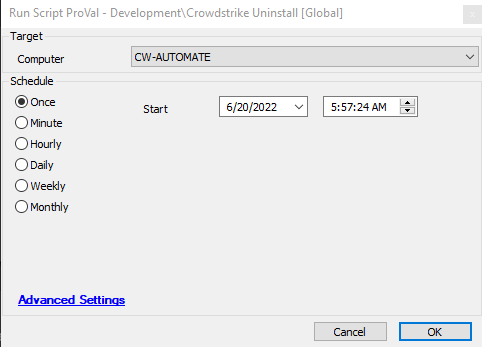 Run Script ProVal - Development\Crowdstrike Uninstall [Global]
Target
Computer CW-AUTOMATE
Schedule
Once Start 6/20/2022 5:57:24 AM
Minute
Hourly
Daily
Weekly
Monthly
Advanced Settings
Cancel OK